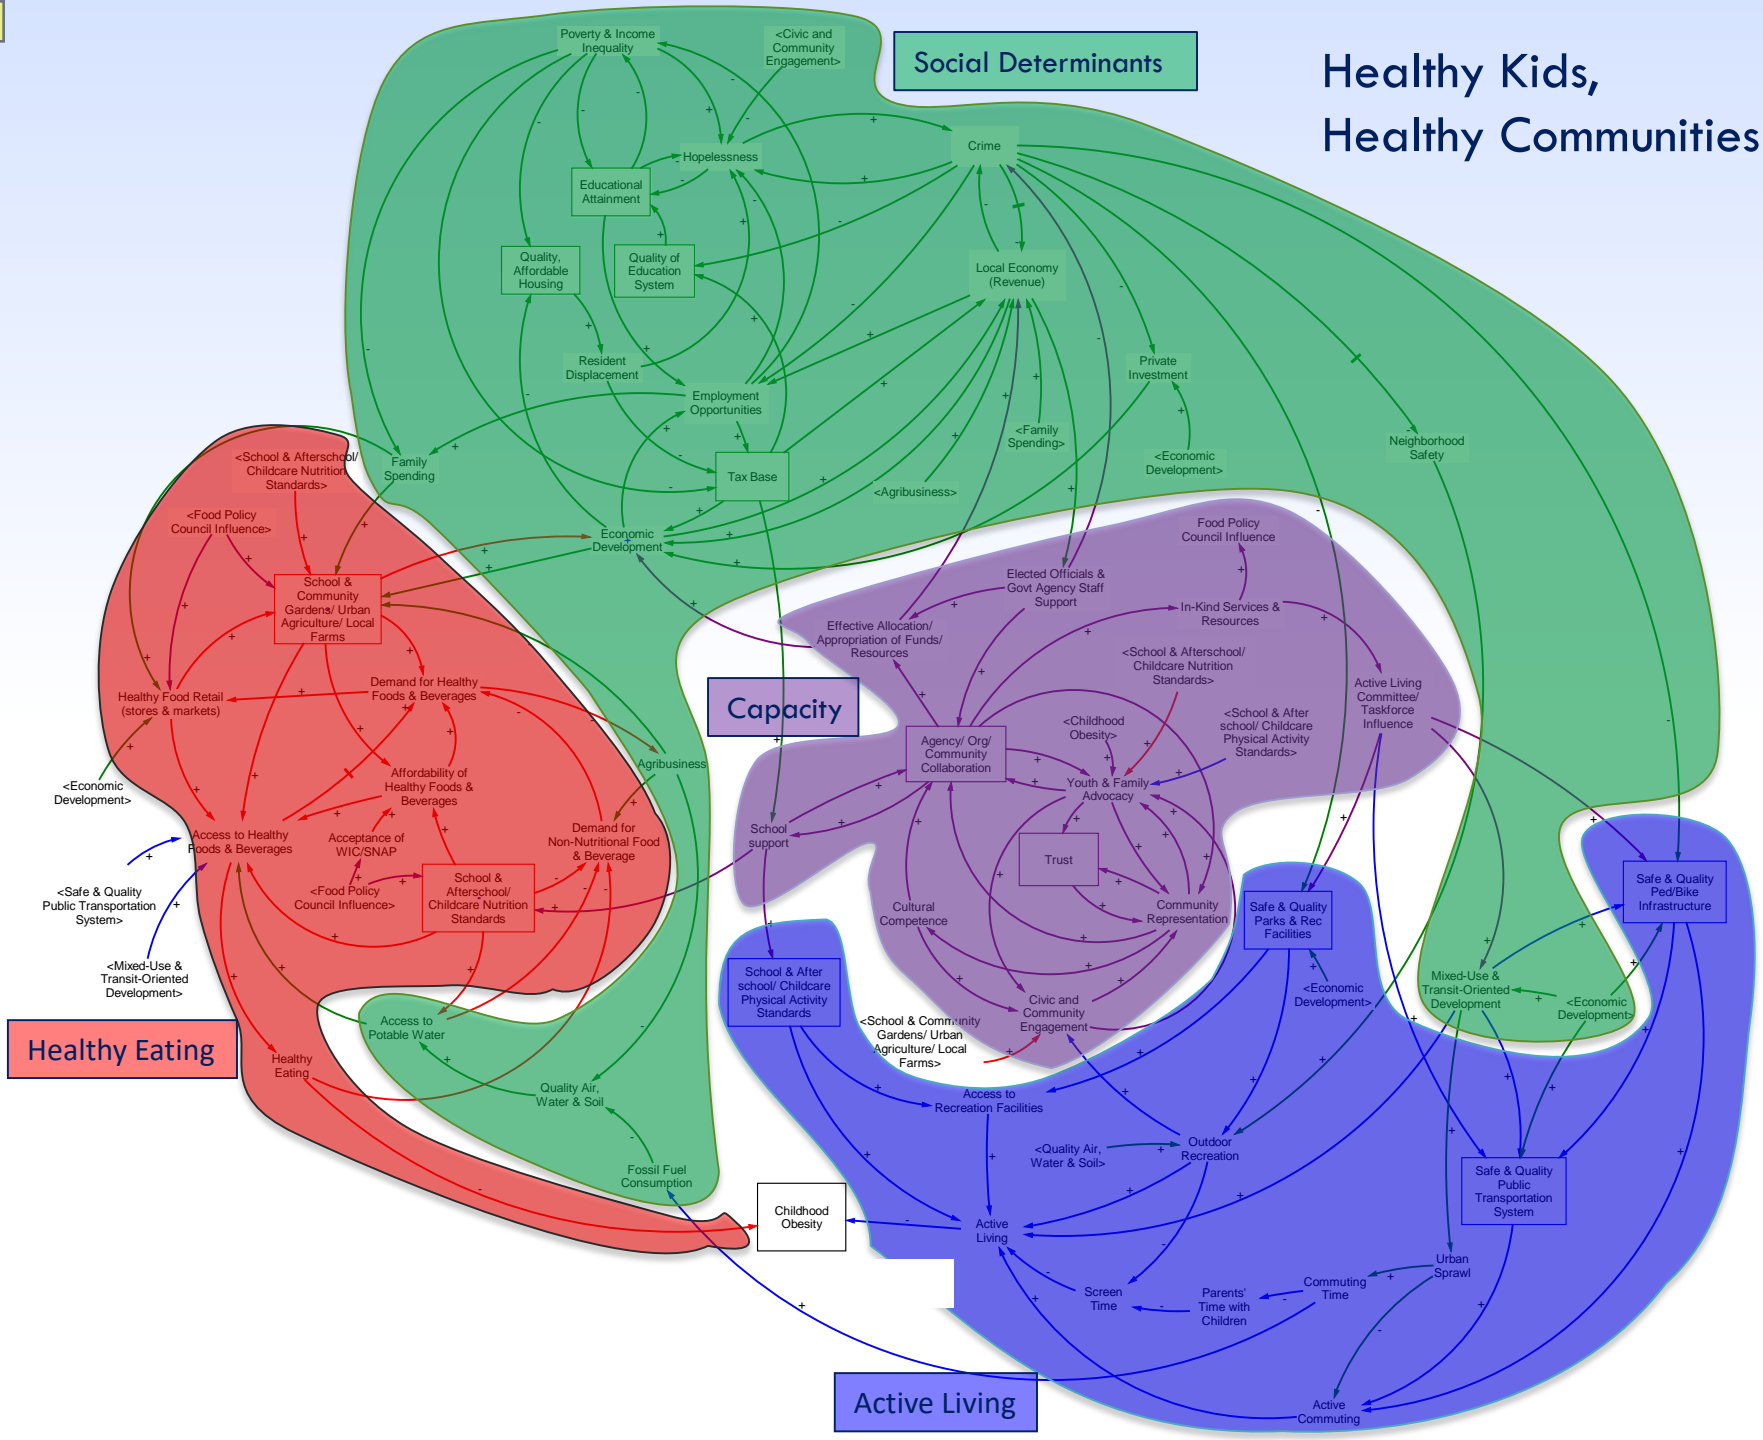 Healthy Kids,
Healthy Communities
Social Determinants
Poverty & Income
Inequality
<Civic and
Community
Engagement>
Hopelessness
Crime
Educational
Attainment
Quality,
Affordable
Housing
Quality of
Education
System
Local Economy
(Revenue)
Resident
Displacement
Private
Investment
Employment
Opportunities
<Family
Spending>
Neighborhood
Safety
<Economic
Development>
Family
Spending
Tax Base
<Agribusiness>
Economic
Development
<School & Afterschool/
Childcare Nutrition
Standards>
<Food Policy
Council Influence>
School &
Community
Gardens/ Urban
Agriculture/ Local
Farms
Healthy Food Retail
(stores & markets)
Demand for Healthy
Foods & Beverages
<Economic
Development>
Affordability of
Healthy Foods &
Beverages
Agribusiness
Access to Healthy
Foods & Beverages
Acceptance of
WIC/SNAP
Demand for
Non-Nutritional Food
& Beverage
<Safe & Quality
Public Transportation
System>
<Food Policy
Council Influence>
School &
Afterschool/
Childcare Nutrition
Standards
<Mixed-Use &
Transit-Oriented
Development>
Healthy Eating
Healthy
Eating
Access to
Potable Water
Quality Air,
Water & Soil
Fossil Fuel
Consumption
Childhood
Obesity
Capacity
Food Policy
Council Influence
Elected Officials &
Govt Agency Staff
Support
In-Kind Services &
Resources
Effective Allocation/
Appropriation of Funds/
Resources
<School & Afterschool/
Childcare Nutrition
Standards>
Active Living
Committee/
Taskforce
Influence
<Childhood
Obesity>
<School & After
school/ Childcare
Physical Activity
Standards>
Agency/ Org/
Community
Collaboration
Youth & Family
Advocacy
School
support
Trust
Cultural
Competence
Community
Representation
Civic and
Community
Engagement
<School & Community
Gardens/ Urban
Agriculture/ Local
Farms>
School & After
school/ Childcare
Physical Activity
Standards
Safe & Quality
Parks & Rec
Facilities
<Economic
Development>
Safe & Quality
Ped/Bike
Infrastructure
Mixed-Use &
Transit-Oriented
Development
<Economic
Development>
Access to
Recreation Facilities
<Quality Air,
Water & Soil>
Outdoor
Recreation
Safe & Quality
Public
Transportation
System
Active
Living
Screen
Time
Parents'
Time with
Children
Commuting
Time
Urban
Sprawl
Active
Commuting
Active Living